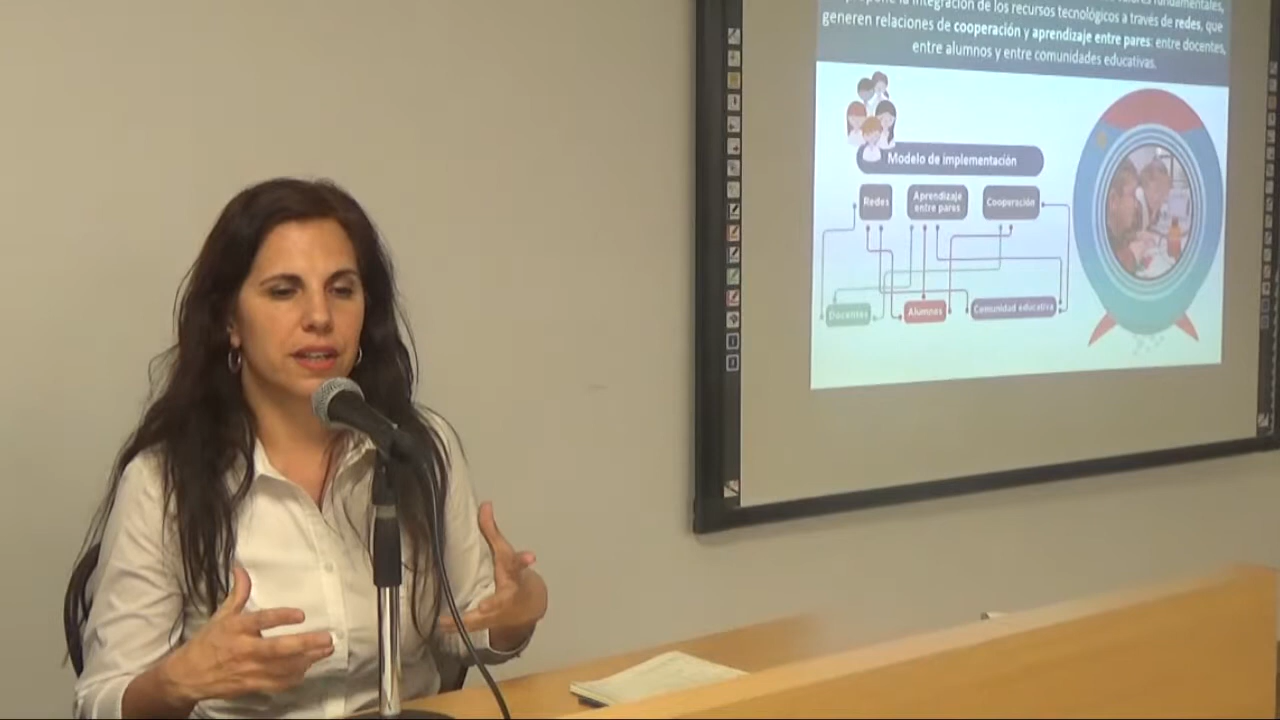 la integración de los recursos tecnológicos a través de redes, que
generen relaciones de cooperación y aprendizaje entre pares: entre docentes,
entre alumnos y entre comunidades educativas.
Modelo de implementación
Redes
Aprendizaje
entre pares
Cooperación
Docentes
Alumnos
Comunidad educativa